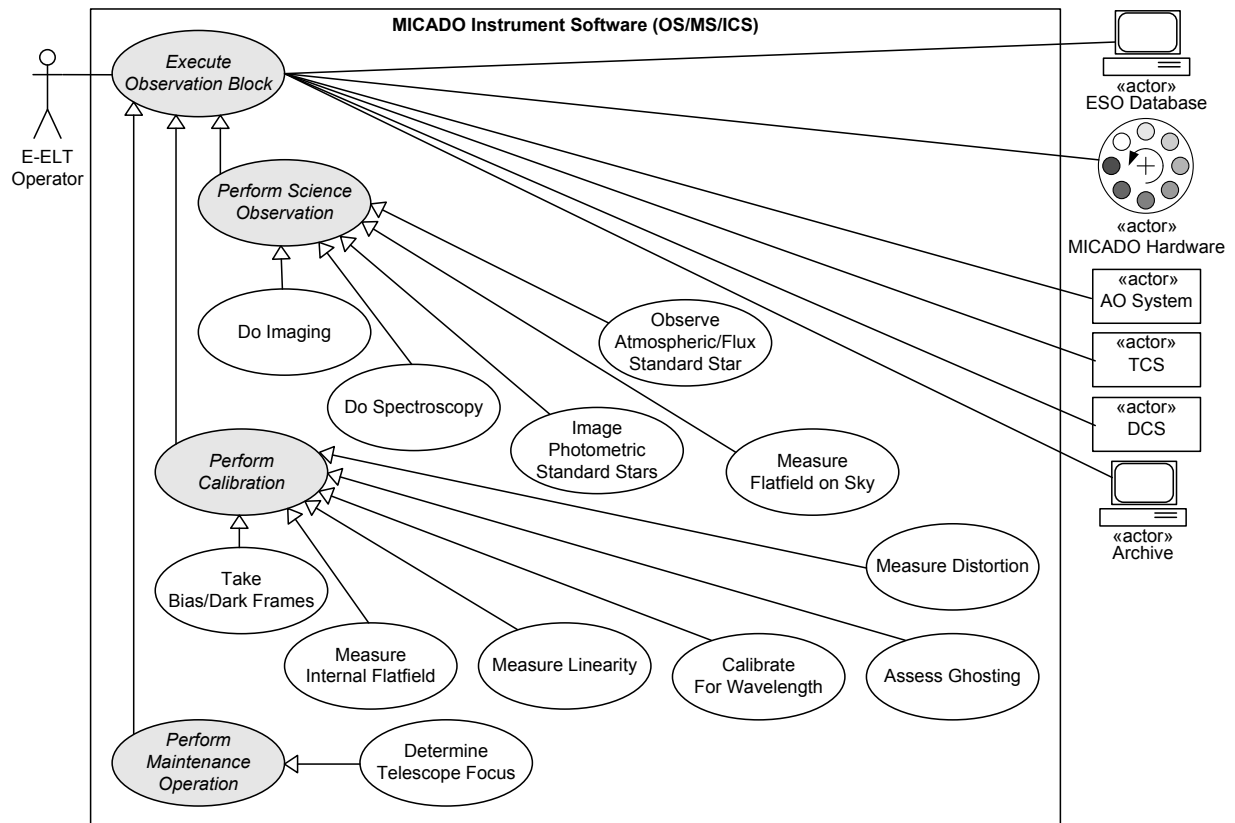 MICADO Instrument Software (OS/MS/ICS)
Execute
Observation Block
E-ELT
Operator
«actor»
ESO Database
Perform Science
Observation
«actor»
MICADO Hardware
«actor»
AO System
Do Imaging
Observe
Atmospheric/Flux
Standard Star
«actor»
TCS
Do Spectroscopy
Image
Photometric
Standard Stars
«actor»
DCS
Measure
Flatfield on Sky
Perform
Calibration
«actor»
Archive
Take
Bias/Dark Frames
Measure Distortion
Measure
Internal Flatfield
Measure Linearity
Calibrate
For Wavelength
Assess Ghosting
Perform
Maintenance
Operation
Determine
Telescope Focus